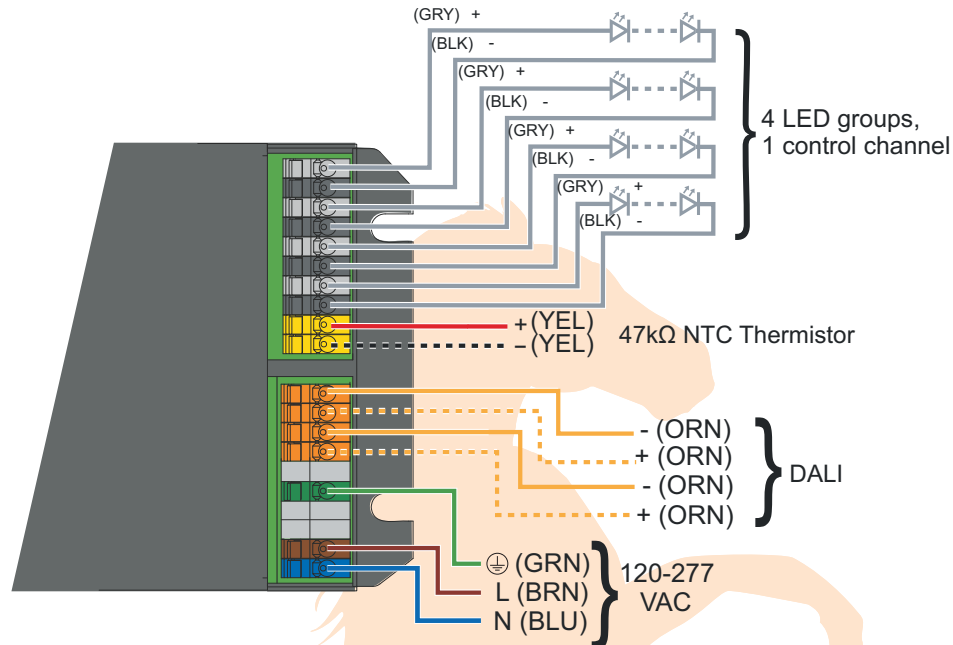 (GRY) +
(BLK) -
(GRY) +
(BLK) -
(GRY) +
(BLK) -
(GRY) +
(BLK) -
4 LED groups,
1 control channel
+ (YEL)
– (YEL)
47kΩ NTC Thermistor
- (ORN)
+ (ORN)
- (ORN)
+ (ORN)
DALI
(GRN)
L (BRN)
N (BLU)
120-277
VAC